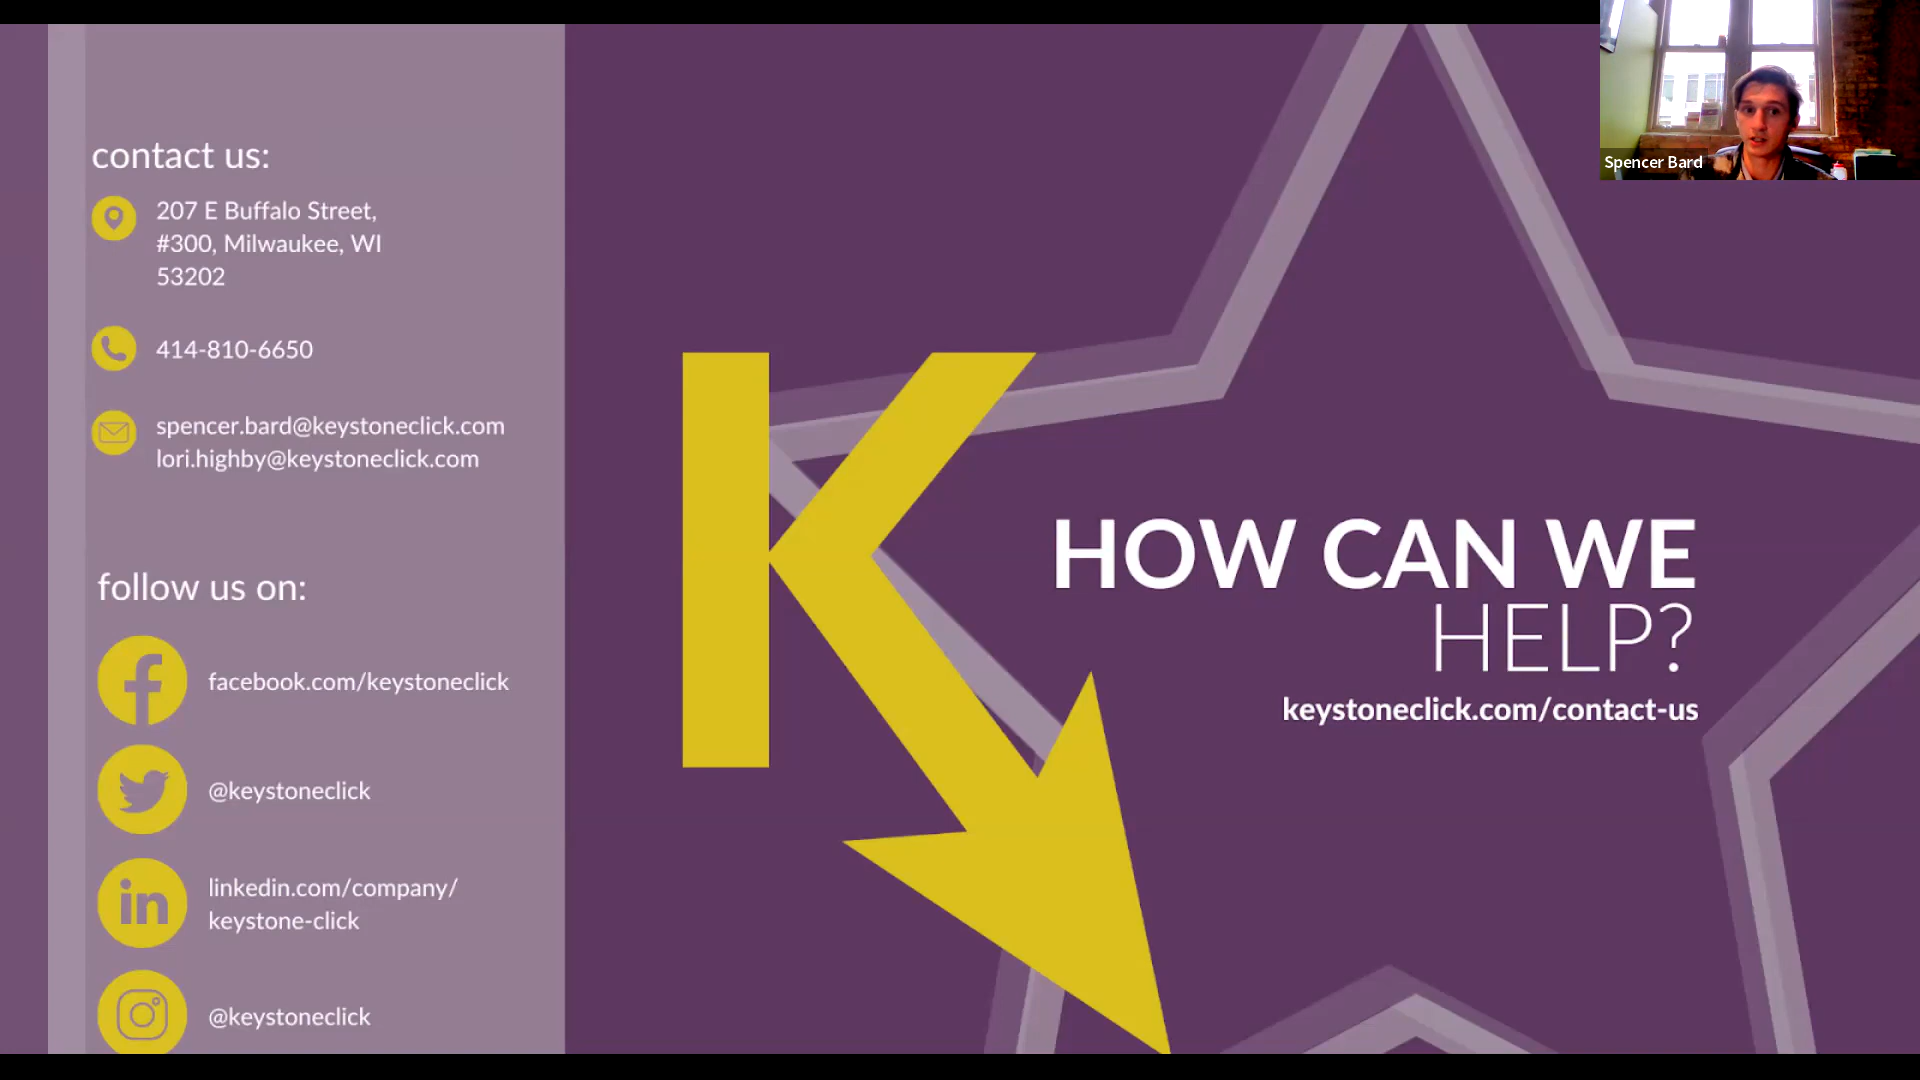 contact us:
207 E Buffalo Street,
#300, Milwaukee, WI
53202
414-810-6650
spencer.bard@keystoneclick.com
lori.highby@keystoneclick.com
follow us on:
facebook.com/keystoneclick
@keystoneclick
in
linkedin.com/company/
keystone-click
@keystoneclick
K
HOW CAN WE
HELP?
keystoneclick.com/contact-us
Spencer Bard